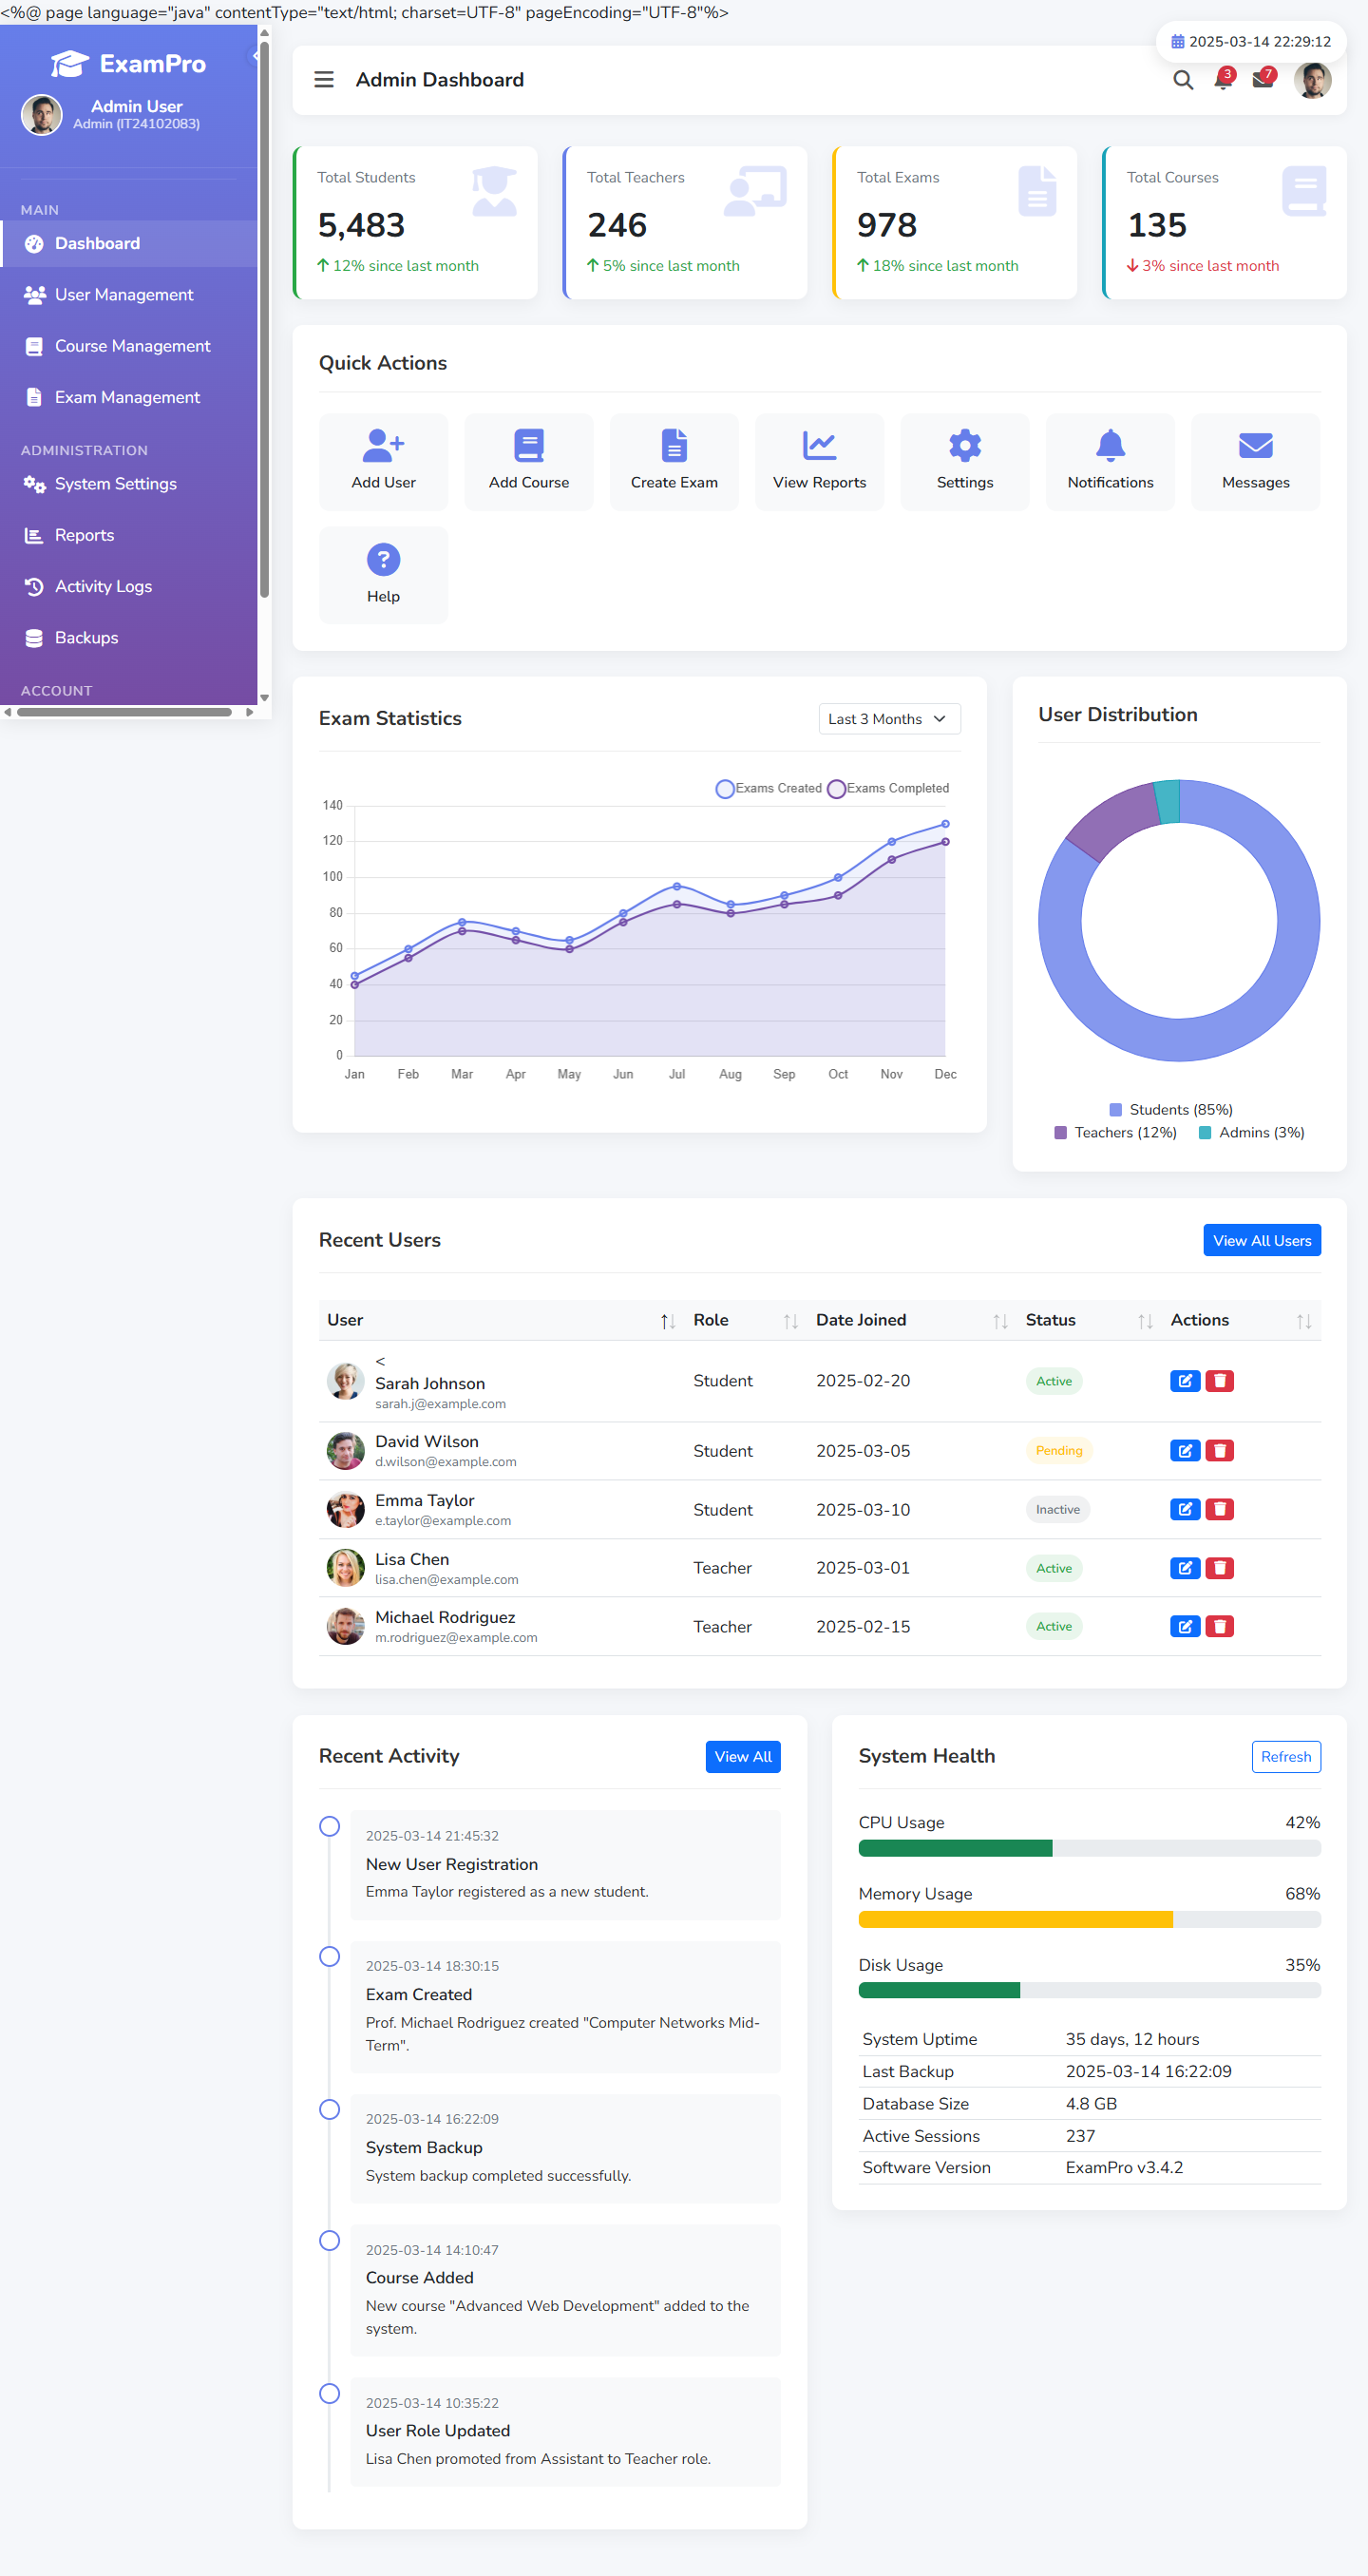 <%@ page language="java" contentType="text/html; charset=UTF-8" pageEncoding="UTF-8"%>
2025-03-14 22:29:12
ExamPro
Admin User
Admin (IT24102083)
MAIN
Dashboard
User Management
Course Management
Exam Management
ADMINISTRATION
System Settings
Reports
Activity Logs
Backups
ACCOUNT
Admin Dashboard
3
7
Total Students
5,483
12% since last month
Total Teachers
246
5% since last month
Total Exams
978
18% since last month
Total Courses
135
3% since last month
Quick Actions
Add User
Add Course
Create Exam
View Reports
Settings
Notifications
Messages
Help
Exam Statistics
Last 3 Months
Exams Created
Exams Completed
140
120
100
80
60
40
20
0
Jan Feb Mar Apr May Jun Jul Aug Sep Oct Nov Dec
User Distribution
Students (85%)
Teachers (12%) Admins (3%)
Recent Users
View All Users
User Role Date Joined Status Actions
<
Sarah Johnson
sarah.j@example.com
Student 2025-02-20 Active
David Wilson
d.wilson@example.com
Student 2025-03-05 Pending
Emma Taylor
e.taylor@example.com
Student 2025-03-10 Inactive
Lisa Chen
lisa.chen@example.com
Teacher 2025-03-01 Active
Michael Rodriguez
m.rodriguez@example.com
Teacher 2025-02-15 Active
Recent Activity
View All
2025-03-14 21:45:32
New User Registration
Emma Taylor registered as a new student.
2025-03-14 18:30:15
Exam Created
Prof. Michael Rodriguez created "Computer Networks Mid-
Term".
2025-03-14 16:22:09
System Backup
System backup completed successfully.
2025-03-14 14:10:47
Course Added
New course "Advanced Web Development" added to the
system.
2025-03-14 10:35:22
User Role Updated
Lisa Chen promoted from Assistant to Teacher role.
System Health
Refresh
CPU Usage 42%
Memory Usage 68%
Disk Usage 35%
System Uptime 35 days, 12 hours
Last Backup 2025-03-14 16:22:09
Database Size 4.8 GB
Active Sessions 237
Software Version ExamPro v3.4.2